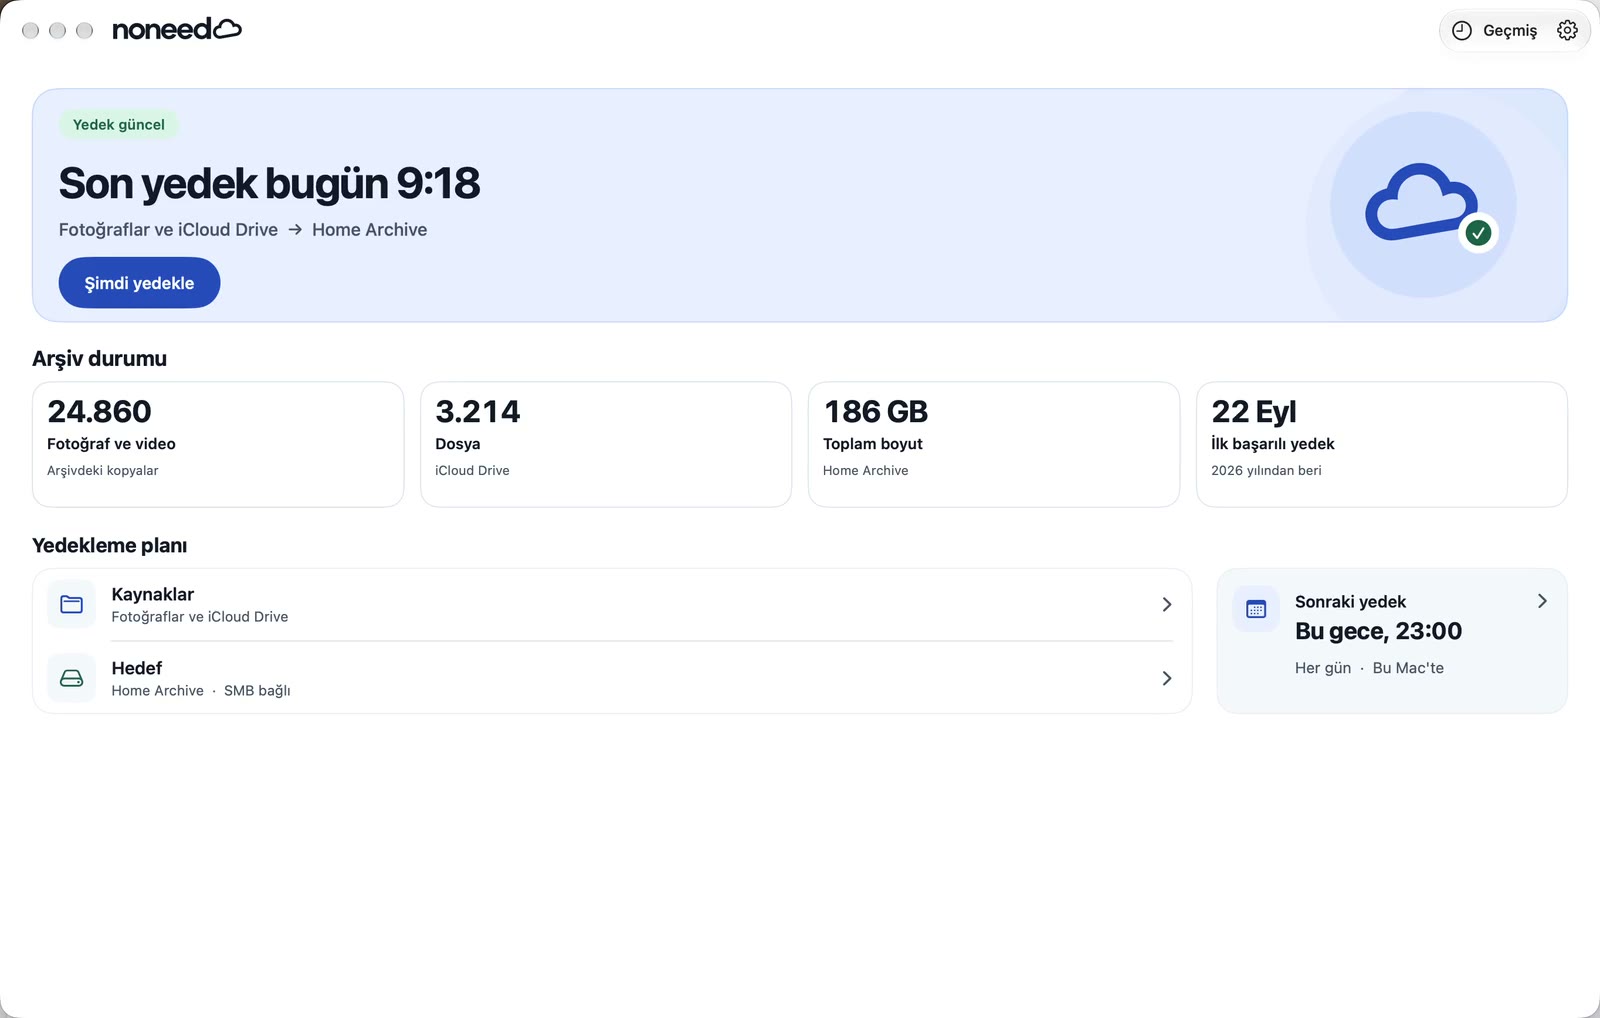 noneed
Geçmiş
Yedek güncel
Son yedek bugün 9:18
Fotoğraflar ve iCloud Drive → Home Archive
Şimdi yedekle
Arşiv durumu
24.860
Fotoğraf ve video
Arşivdeki kopyalar
3.214
Dosya
iCloud Drive
186 GB
Toplam boyut
Home Archive
22 Eyl
İlk başarılı yedek
2026 yılından beri
Yedekleme planı
Kaynaklar
Fotoğraflar ve iCloud Drive
Hedef
Home Archive · SMB bağlı
Sonraki yedek
Bu gece, 23:00
Her gün · Bu Mac'te